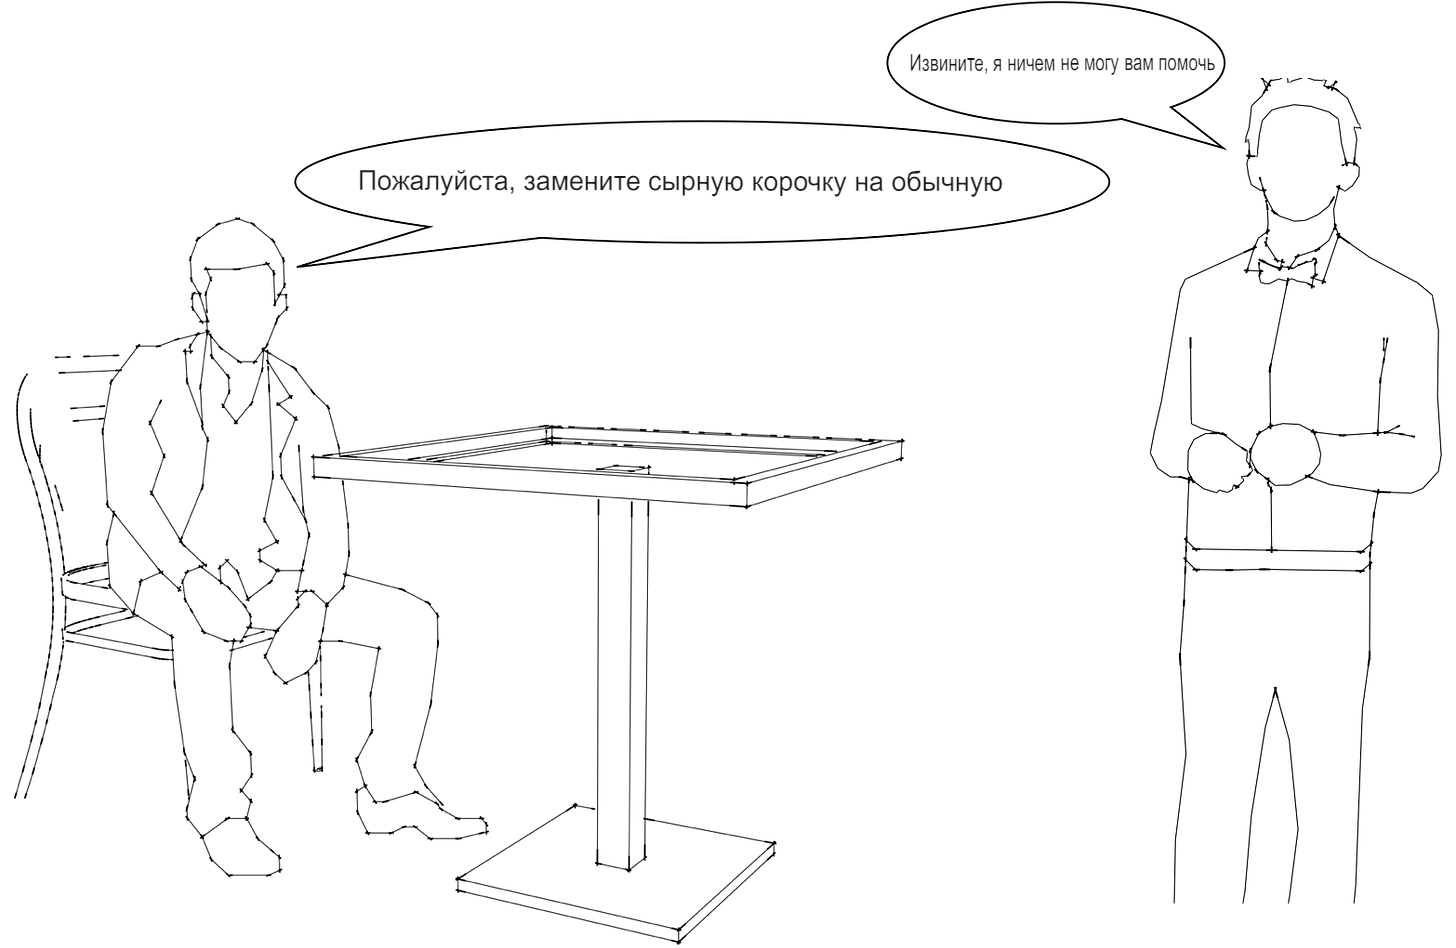 Пожалуйста, замените сырную корочку на обычную
Извините, я ничем не могу вам помочь